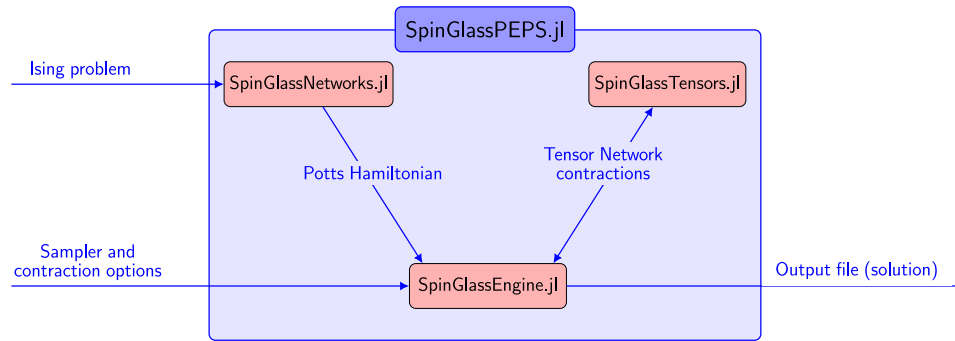 SpinGlassPEPS.jl
Ising problem
SpinGlassNetworks.jl
SpinGlassTensors.jl
Potts Hamiltonian
Tensor Network
contractions
Sampler and
contraction options
SpinGlassEngine.jl
Output file (solution)